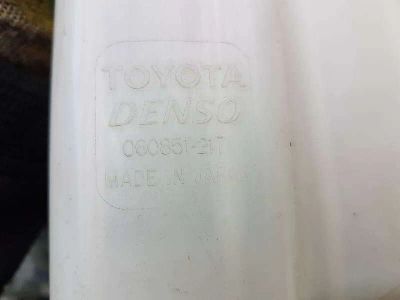 TOYOTA
DENSO
060851-217
MADE IN JAPAN